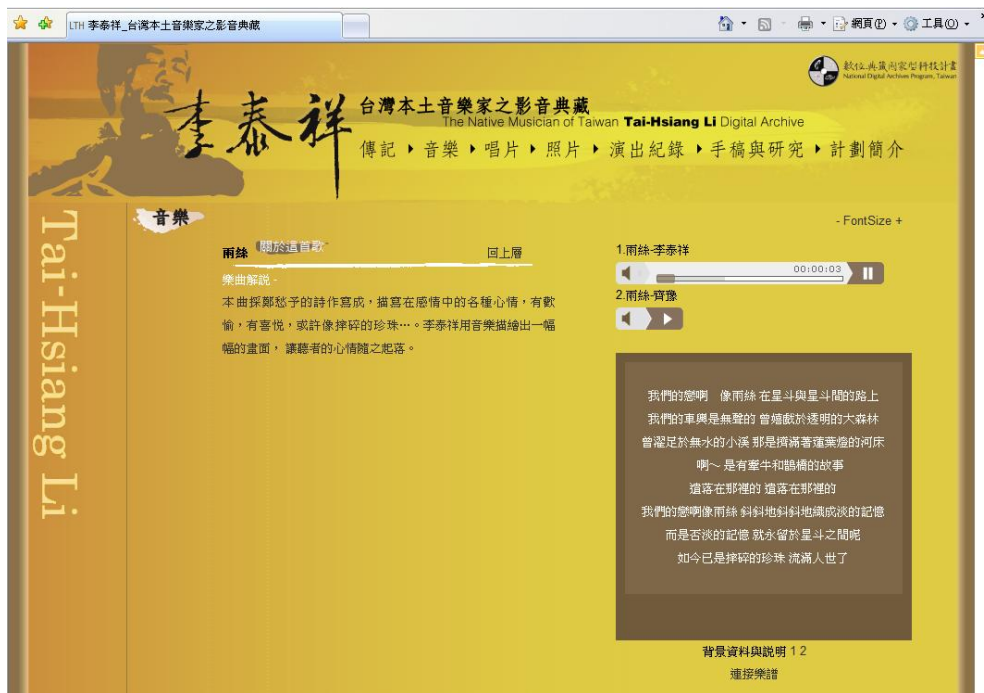 LTH 李泰祥_台灣本土音樂家之影音典藏
網頁(P)
工具(O)
數位典藏國家型科技計畫
National Digital Archives Program, Taiwan
李泰祥
台灣本土音樂家之影音典藏
The Native Musician of Taiwan Tai-Hsiang Li Digital Archive
傳記 音樂 唱片 照片 演出紀錄 手稿與研究 計劃簡介
Tai-Hsiang Li
音樂
- FontSize +
雨絲 關於這首歌 回上層
樂曲解說 -
本曲採鄭愁予的詩作寫成，描寫在感情中的各種心情，有歡
愉，有喜悅，或許像摔碎的珍珠…。李泰祥用音樂描繪出一幅
幅的畫面， 讓聽者的心情隨之起落。
1.雨絲-李泰祥
00:00:03
2.雨絲-齊豫
我們的戀啊 像雨絲 在星斗與星斗間的路上
我們的車輿是無聲的 曾嬉戲於透明的大森林
曾濯足於無水的小溪 那是擠滿著蓮葉燈的河床
啊～ 是有牽牛和鵲橋的故事
遺落在那裡的 遺落在那裡的
我們的戀啊像雨絲 斜斜地斜斜地織成淡的記憶
而是否淡的記憶 就永留於星斗之間呢
如今已是摔碎的珍珠 流滿人世了
背景資料與說明 1 2
連接樂譜